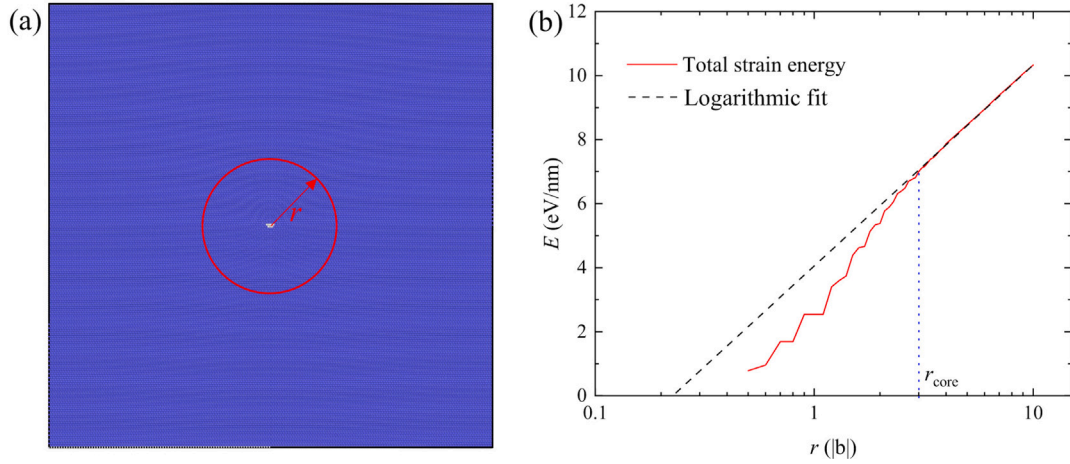 (a)
r
(b)
12
10
8
6
4
2
0
E (eV/nm)
Total strain energy
Logarithmic fit
r_core
0.1
1
10
r (|b|)